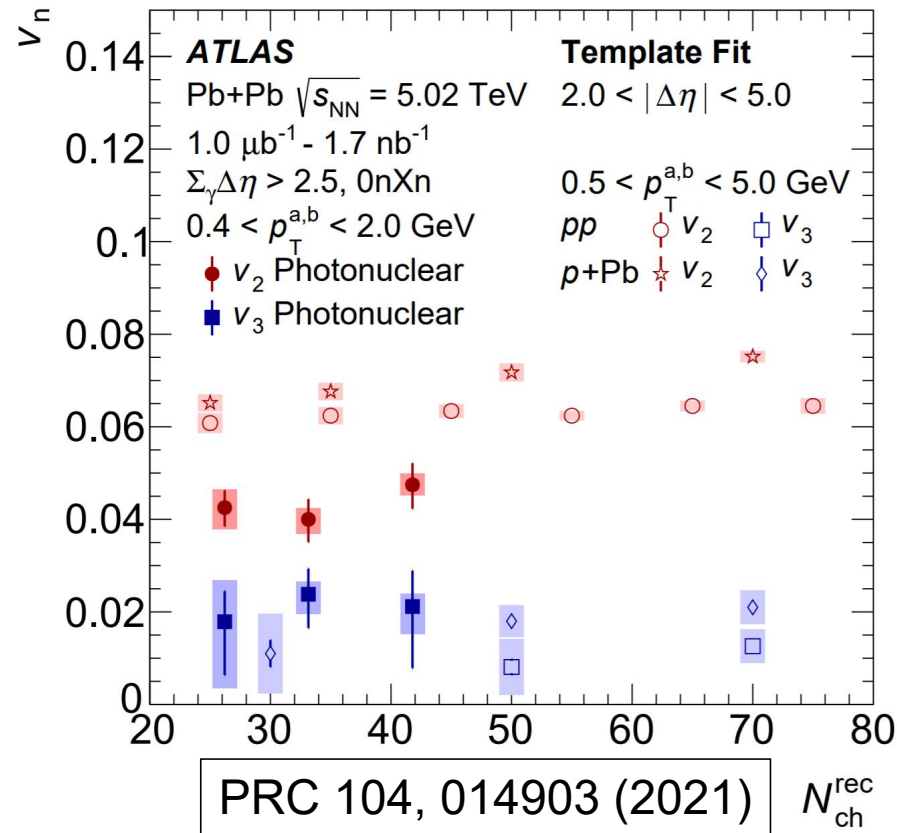 v_n
0.14
0.12
0.1
0.08
0.06
0.04
0.02
0
ATLAS
Pb+Pb √s_NN = 5.02 TeV
1.0 μb⁻¹ - 1.7 nb⁻¹
Σ_γΔη > 2.5, 0nXn
0.4 < p_T^{a,b} < 2.0 GeV
v_2 Photonuclear
v_3 Photonuclear
Template Fit
2.0 < |Δη| < 5.0
0.5 < p_T^{a,b} < 5.0 GeV
pp v_2 v_3
p+Pb v_2 v_3
20 30 40 50 60 70 80
PRC 104, 014903 (2021)
N_ch^rec